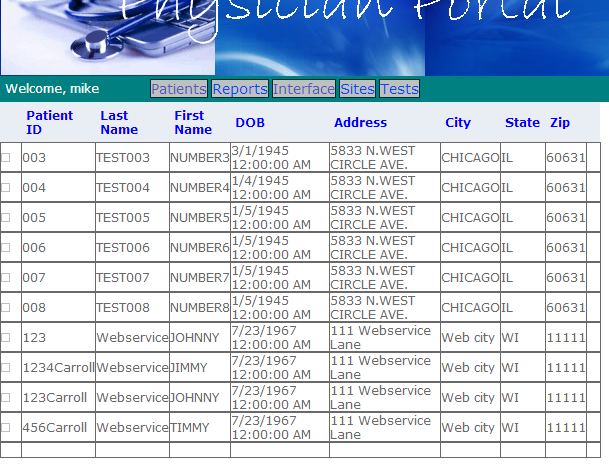 Physician Portal
Welcome, mike Patients Reports Interface Sites Tests
Patient ID Last Name First Name DOB Address City State Zip
003 TEST003 NUMBER3 3/1/1945 12:00:00 AM 5833 N.WEST CIRCLE AVE. CHICAGO IL 60631
004 TEST004 NUMBER4 1/4/1945 12:00:00 AM 5833 N.WEST CIRCLE AVE. CHICAGO IL 60631
005 TEST005 NUMBER5 1/5/1945 12:00:00 AM 5833 N.WEST CIRCLE AVE. CHICAGO IL 60631
006 TEST006 NUMBER6 1/5/1945 12:00:00 AM 5833 N.WEST CIRCLE AVE. CHICAGO IL 60631
007 TEST007 NUMBER7 1/5/1945 12:00:00 AM 5833 N.WEST CIRCLE AVE. CHICAGO IL 60631
008 TEST008 NUMBER8 1/5/1945 12:00:00 AM 5833 N.WEST CIRCLE AVE. CHICAGO IL 60631
123 Webservice JOHNNY 7/23/1967 12:00:00 AM 111 Webservice Lane Web city WI 11111
1234Carroll Webservice JIMMY 7/23/1967 12:00:00 AM 111 Webservice Lane Web city WI 11111
123Carroll Webservice JOHNNY 7/23/1967 12:00:00 AM 111 Webservice Lane Web city WI 11111
456Carroll Webservice TIMMY 7/23/1967 12:00:00 AM 111 Webservice Lane Web city WI 11111